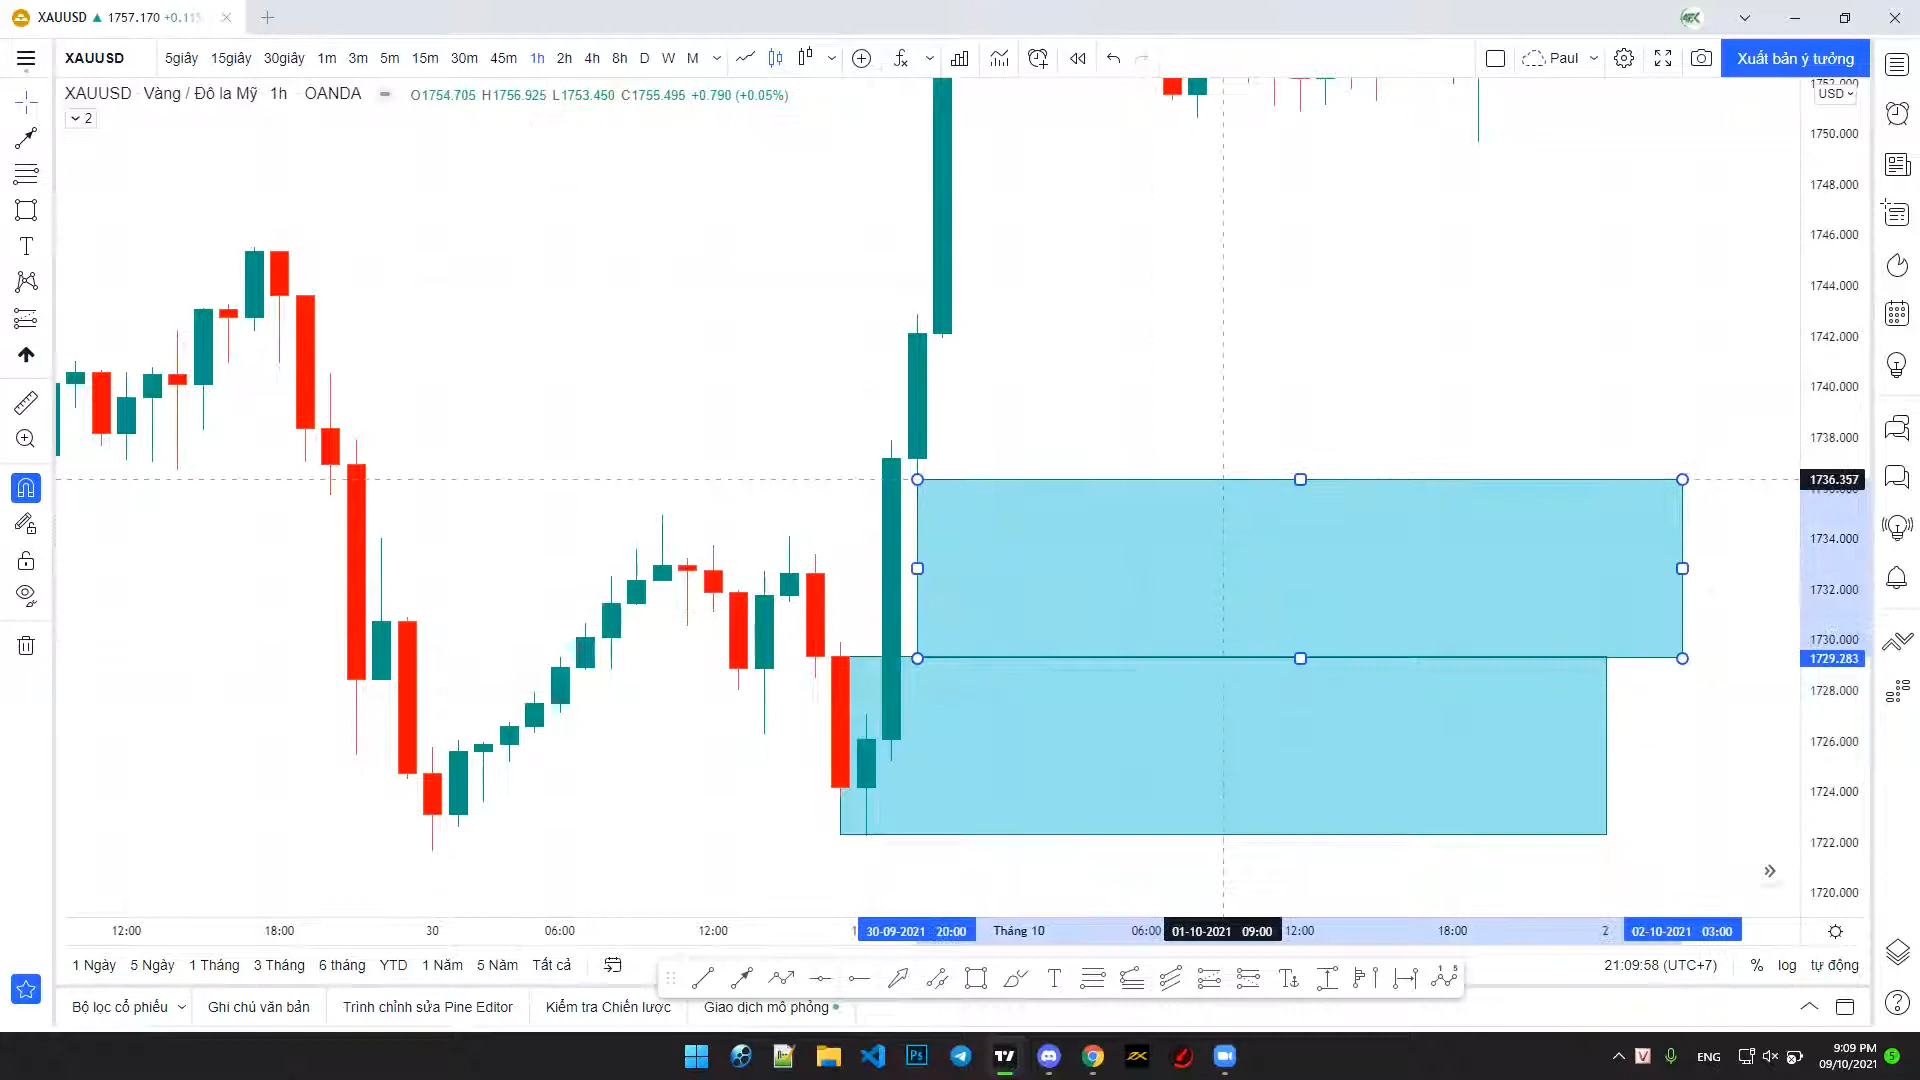 XAUUSD ▲ 1757.170 +0.115
XAUUSD 5giây 15giây 30giây 1m 3m 5m 15m 30m 45m 1h 2h 4h 8h D W M Paul Xuất bản ý tưởng
XAUUSD Vàng / Đô la Mỹ 1h OANDA O1754.705 H1756.925 L1753.450 C1755.495 +0.790 (+0.05%)
2
1752.000
USD
1750.000
1748.000
1746.000
1744.000
1742.000
1740.000
1738.000
1736.357
1734.000
1732.000
1730.000
1729.283
1728.000
1726.000
1724.000
1722.000
1720.000
12:00 18:00 30 06:00 12:00 30-09-2021 20:00 Tháng 10 06:00 01-10-2021 09:00 12:00 18:00 2 02-10-2021 03:00
1 Ngày 5 Ngày 1 Tháng 3 Tháng 6 tháng YTD 1 Năm 5 Năm Tất cả 21:09:58 (UTC+7) % log tự động
Bộ lọc cổ phiếu Ghi chú văn bản Trình chỉnh sửa Pine Editor Kiểm tra Chiến lược Giao dịch mô phỏng
ENG 9:09 PM 5
09/10/2021